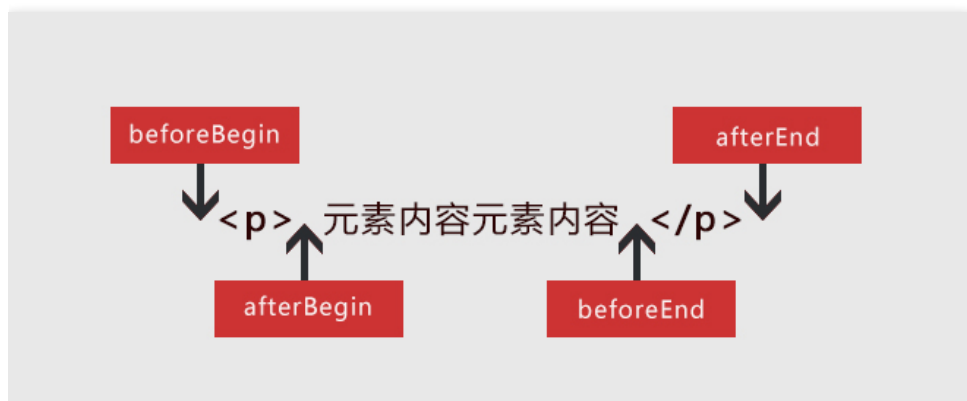 beforeBegin
afterEnd
<p> 元素内容元素内容 </p>
afterBegin
beforeEnd